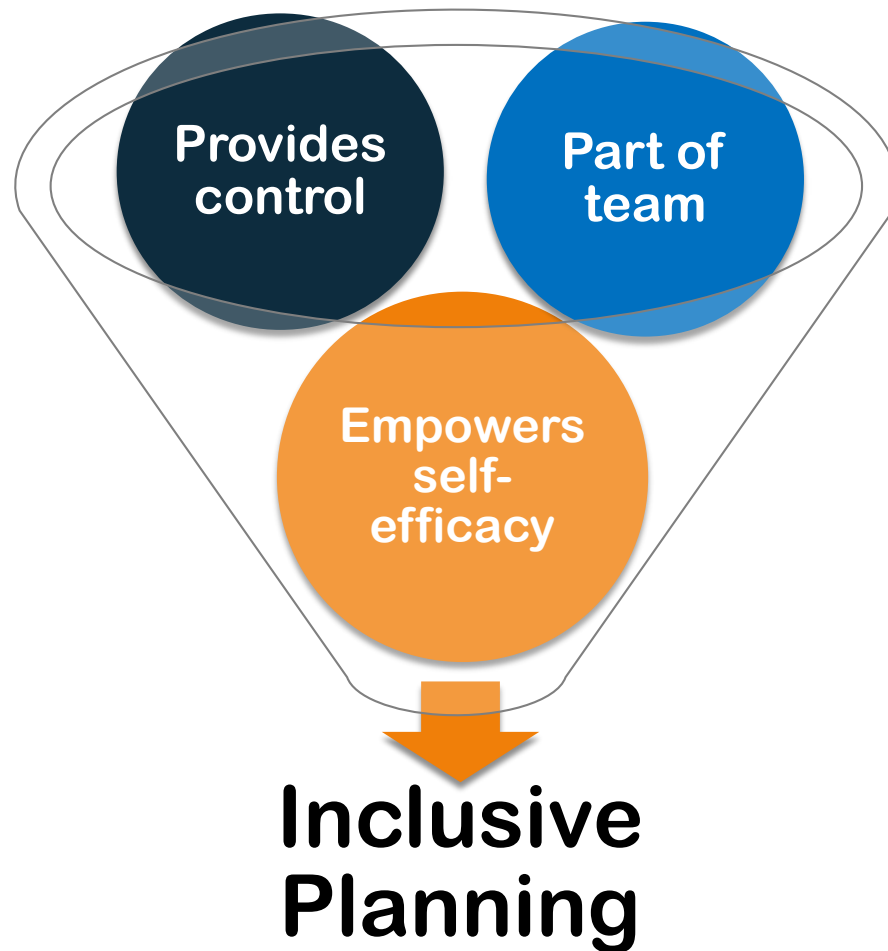 Provides
control
Part of
team
Empowers
self-
efficacy
Inclusive
Planning